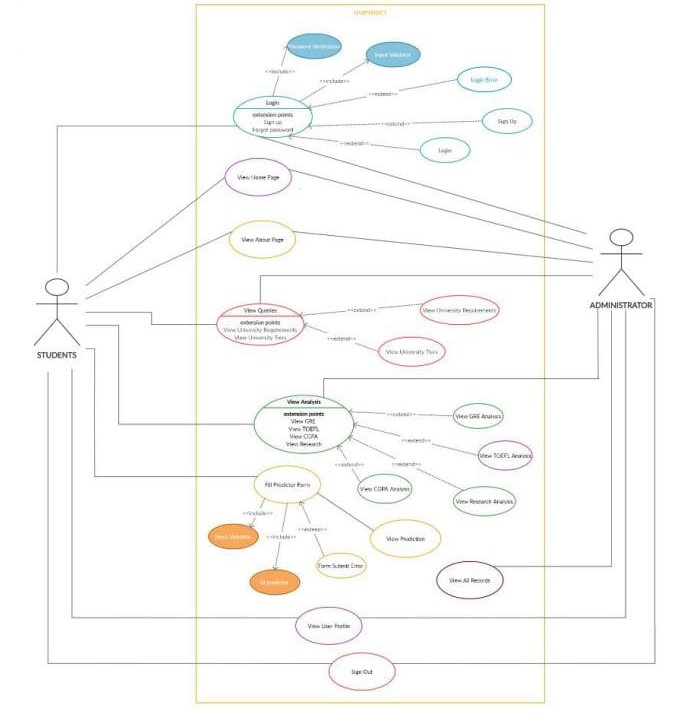 UNIPREDICT
Password Verification
Input Validator
<<include>>
<<include>>
Login Error
<<extend>>
Login
extension points
Sign up
Forgot password
<<extend>>
Sign Up
<<extend>>
Login
View Home Page
View About Page
STUDENTS
ADMINISTRATOR
View Queries
extension points
View University Requirements
View University Tiers
<<extend>>
View University Requirements
<<extend>>
View University Tiers
View Analysis
extension points
View GRE
View TOEFL
View CGPA
View Research
<<extend>>
View GRE Analysis
<<extend>>
View TOEFL Analysis
<<extend>>
<<extend>>
View CGPA Analysis
View Research Analysis
Fill Predictor Form
<<include>>
<<extend>>
<<include>>
Input Validator
View Prediction
Form Submit Error
View All Records
View User Profile
Sign Out